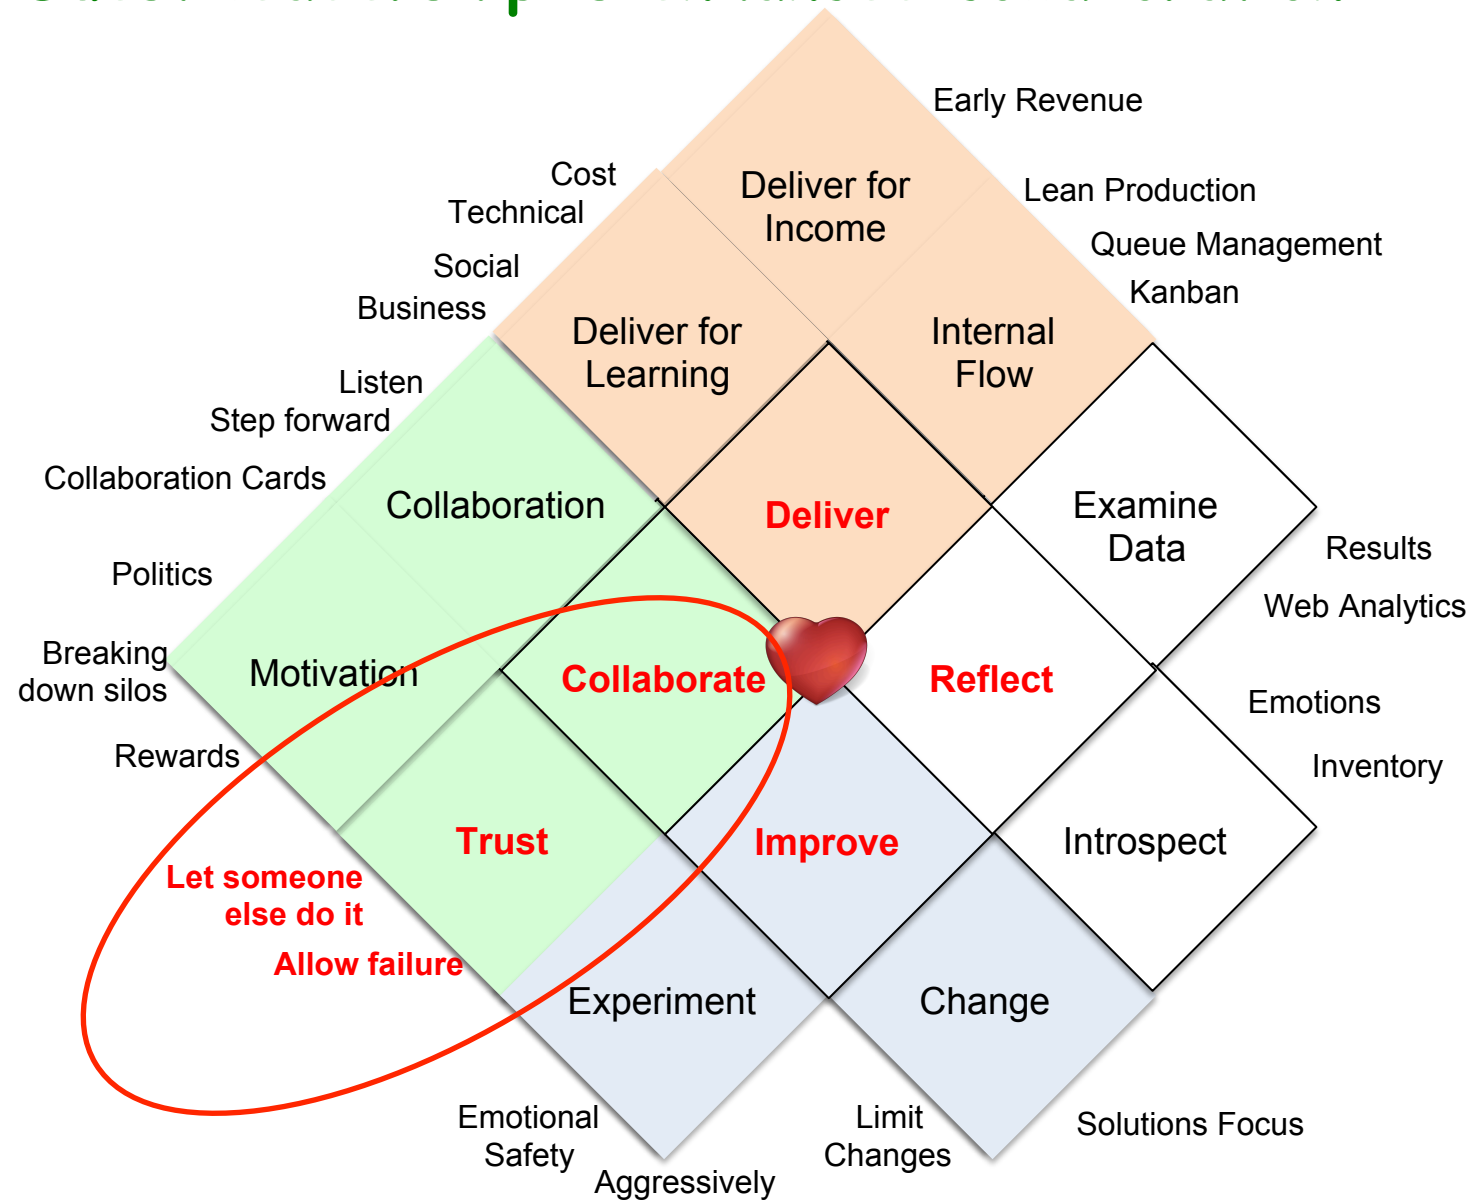 Early Revenue
Cost
Deliver for
Income
Lean Production
Technical
Queue Management
Social
Kanban
Business
Deliver for
Learning
Internal
Flow
Listen
Step forward
Collaboration Cards
Collaboration
Deliver
Examine
Data
Results
Politics
Web Analytics
Breaking
down silos
Motivation
Collaborate
Reflect
Emotions
Rewards
Inventory
Trust
Improve
Introspect
Let someone
else do it
Allow failure
Experiment
Change
Emotional
Safety
Limit
Changes
Solutions Focus
Aggressively